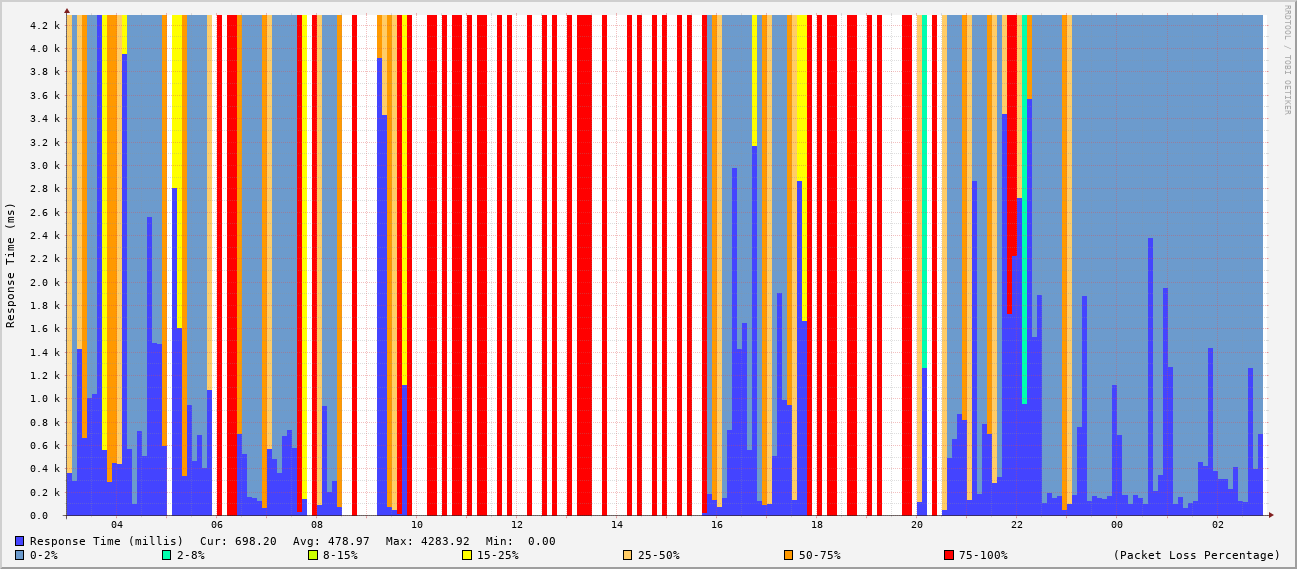 RRDTOOL / TOBI OETIKER
Response Time (ms)
4.2 k
4.0 k
3.8 k
3.6 k
3.4 k
3.2 k
3.0 k
2.8 k
2.6 k
2.4 k
2.2 k
2.0 k
1.8 k
1.6 k
1.4 k
1.2 k
1.0 k
0.8 k
0.6 k
0.4 k
0.2 k
0.0
04 06 08 10 12 14 16 18 20 22 00 02
Response Time (millis) Cur: 698.20 Avg: 478.97 Max: 4283.92 Min: 0.00
0-2% 2-8% 8-15% 15-25% 25-50% 50-75% 75-100% (Packet Loss Percentage)